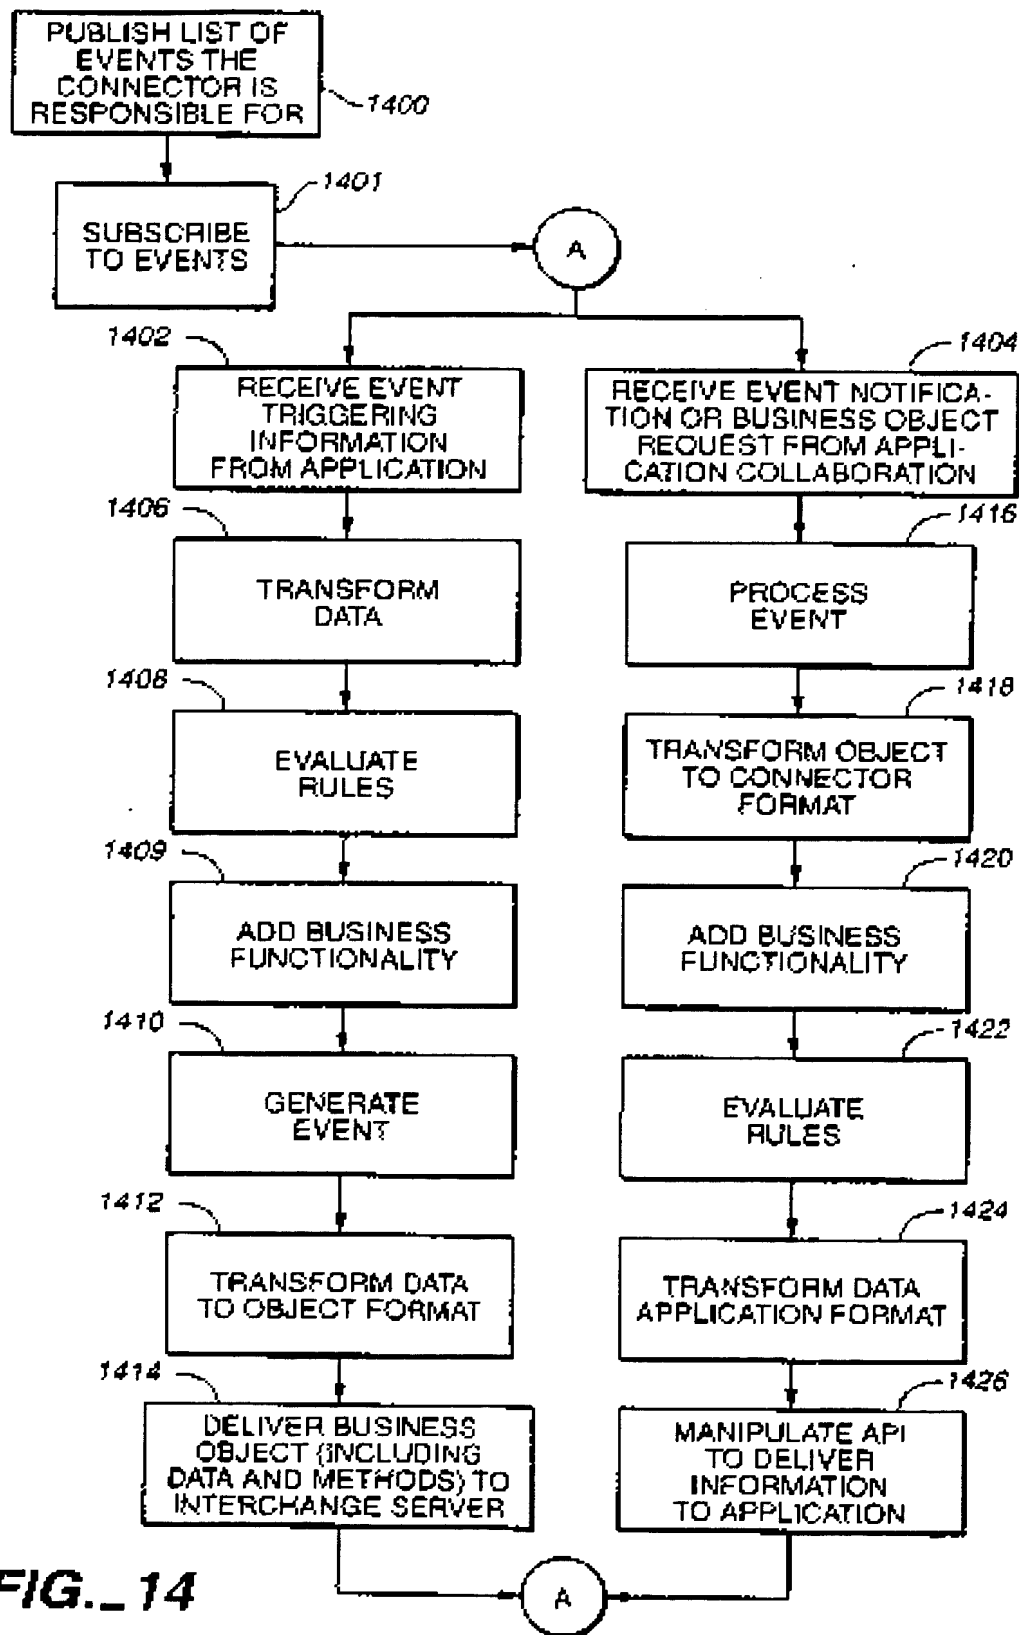 PUBLISH LIST OF
EVENTS THE
CONNECTOR IS
RESPONSIBLE FOR
1400
1401
SUBSCRIBE
TO EVENTS
A
1402
RECEIVE EVENT
TRIGGERING
INFORMATION
FROM APPLICATION
1404
RECEIVE EVENT NOTIFICA-
TION OR BUSINESS OBJECT
REQUEST FROM APPLI-
CATION COLLABORATION
1406
TRANSFORM
DATA
1416
PROCESS
EVENT
1408
EVALUATE
RULES
1418
TRANSFORM OBJECT
TO CONNECTOR
FORMAT
1409
ADD BUSINESS
FUNCTIONALITY
1420
ADD BUSINESS
FUNCTIONALITY
1410
GENERATE
EVENT
1422
EVALUATE
RULES
1412
TRANSFORM DATA
TO OBJECT FORMAT
1424
TRANSFORM DATA
APPLICATION FORMAT
1414
DELIVER BUSINESS
OBJECT (INCLUDING
DATA AND METHODS) TO
INTERCHANGE SERVER
1426
MANIPULATE API
TO DELIVER
INFORMATION
TO APPLICATION
A
FIG._14